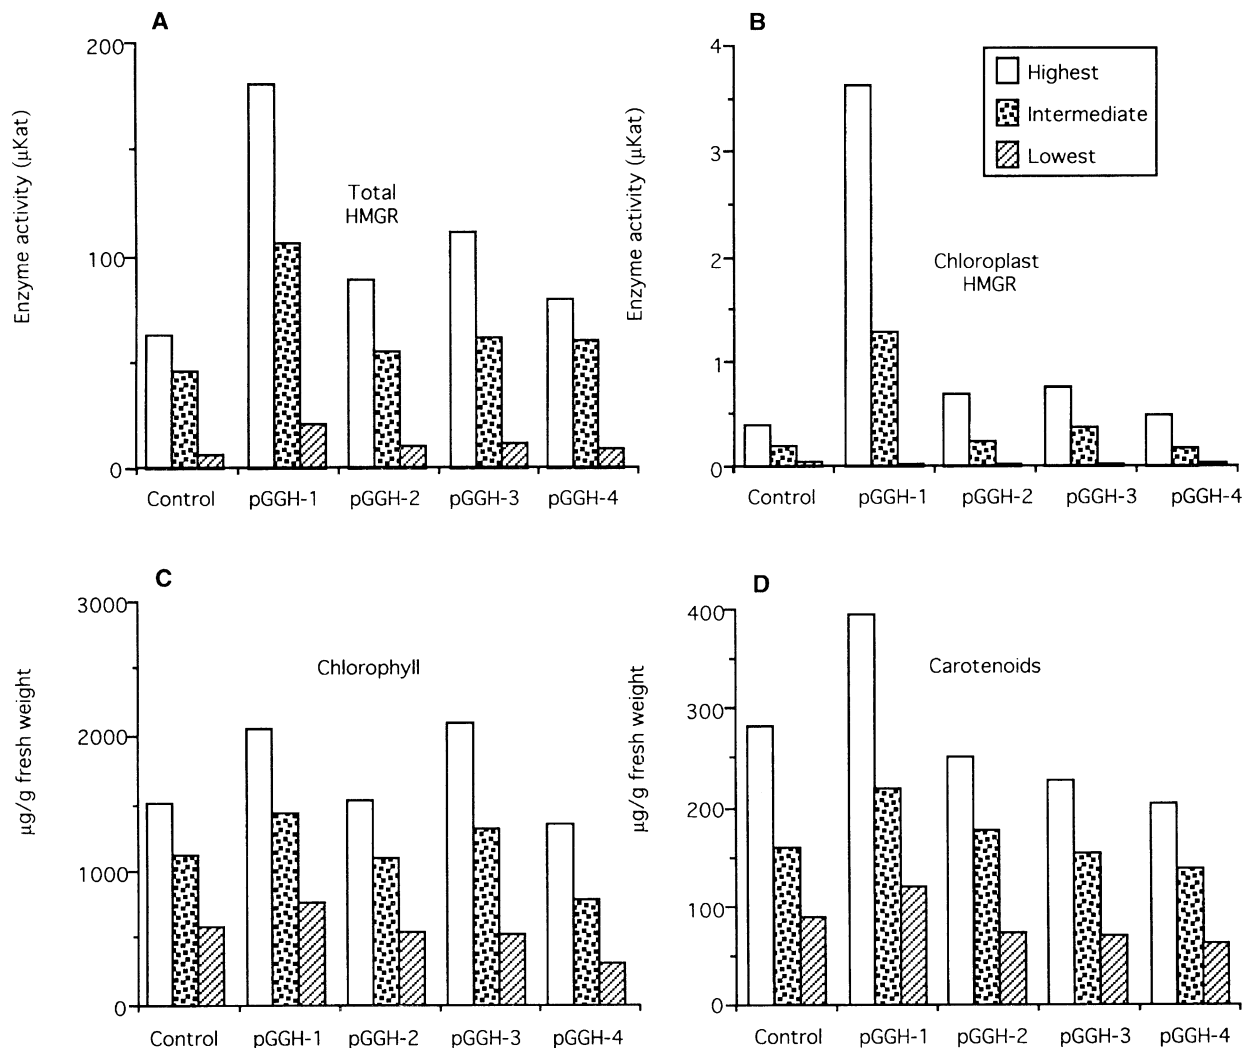 A
200
100
0
Enzyme activity (µKat)
Total
HMGR
Control pGGH-1 pGGH-2 pGGH-3 pGGH-4
B
4
3
2
1
0
Enzyme activity (µKat)
Highest
Intermediate
Lowest
Chloroplast
HMGR
Control pGGH-1 pGGH-2 pGGH-3 pGGH-4
C
3000
2000
1000
0
µg/g fresh weight
Chlorophyll
Control pGGH-1 pGGH-2 pGGH-3 pGGH-4
D
400
300
200
100
0
µg/g fresh weight
Carotenoids
Control pGGH-1 pGGH-2 pGGH-3 pGGH-4